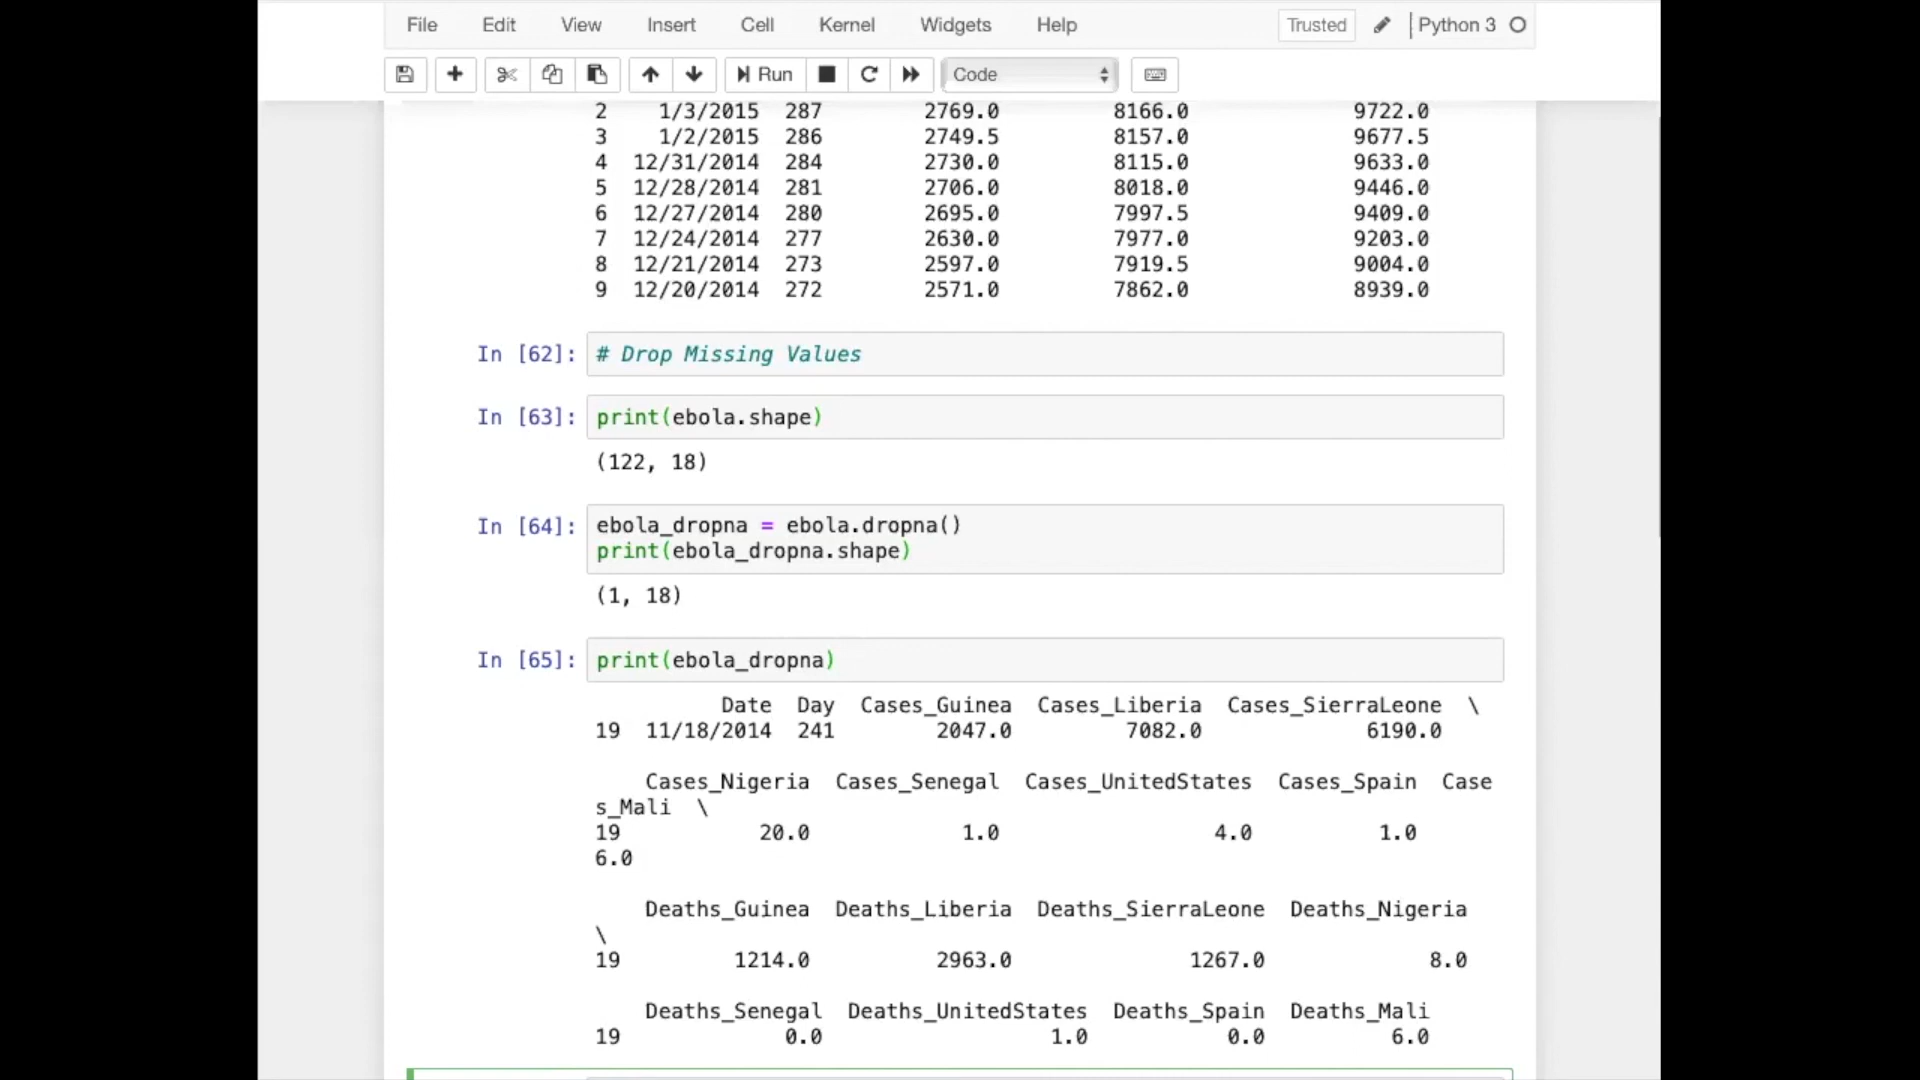 File Edit View Insert Cell Kernel Widgets Help Trusted Python 3
Run Code
2 1/3/2015 287 2769.0 8166.0 9722.0
3 1/2/2015 286 2749.5 8157.0 9677.5
4 12/31/2014 284 2730.0 8115.0 9633.0
5 12/28/2014 281 2706.0 8018.0 9446.0
6 12/27/2014 280 2695.0 7997.5 9409.0
7 12/24/2014 277 2630.0 7977.0 9203.0
8 12/21/2014 273 2597.0 7919.5 9004.0
9 12/20/2014 272 2571.0 7862.0 8939.0
In [62]: # Drop Missing Values
In [63]: print(ebola.shape)
(122, 18)
In [64]: ebola_dropna = ebola.dropna()
print(ebola_dropna.shape)
(1, 18)
In [65]: print(ebola_dropna)
Date Day Cases_Guinea Cases_Liberia Cases_SierraLeone \
19 11/18/2014 241 2047.0 7082.0 6190.0
Cases_Nigeria Cases_Senegal Cases_UnitedStates Cases_Spain Case
s_Mali \
19 20.0 1.0 4.0 1.0
6.0
Deaths_Guinea Deaths_Liberia Deaths_SierraLeone Deaths_Nigeria
\
19 1214.0 2963.0 1267.0 8.0
Deaths_Senegal Deaths_UnitedStates Deaths_Spain Deaths_Mali
19 0.0 1.0 0.0 6.0